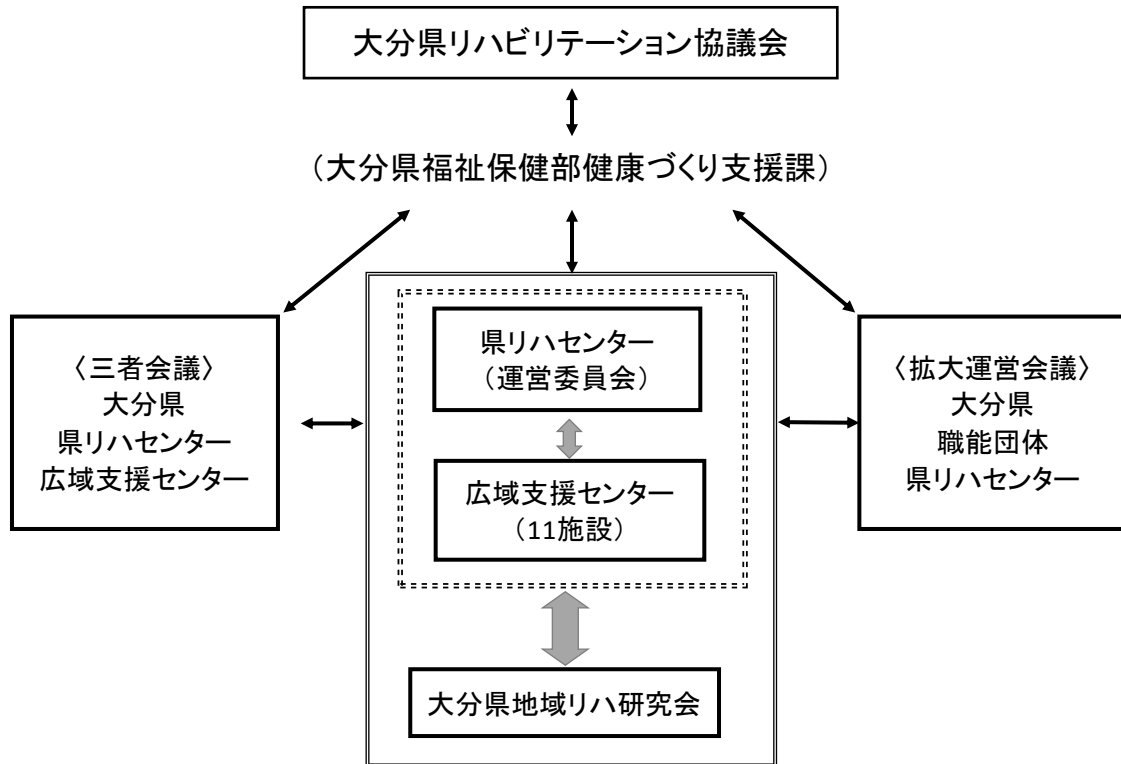 大分県リハビリテーション協議会
（大分県福祉保健部健康づくり支援課）
〈三者会議〉
大分県
県リハセンター
広域支援センター
県リハセンター
（運営委員会）
広域支援センター
（11施設）
大分県地域リハ研究会
〈拡大運営会議〉
大分県
職能団体
県リハセンター